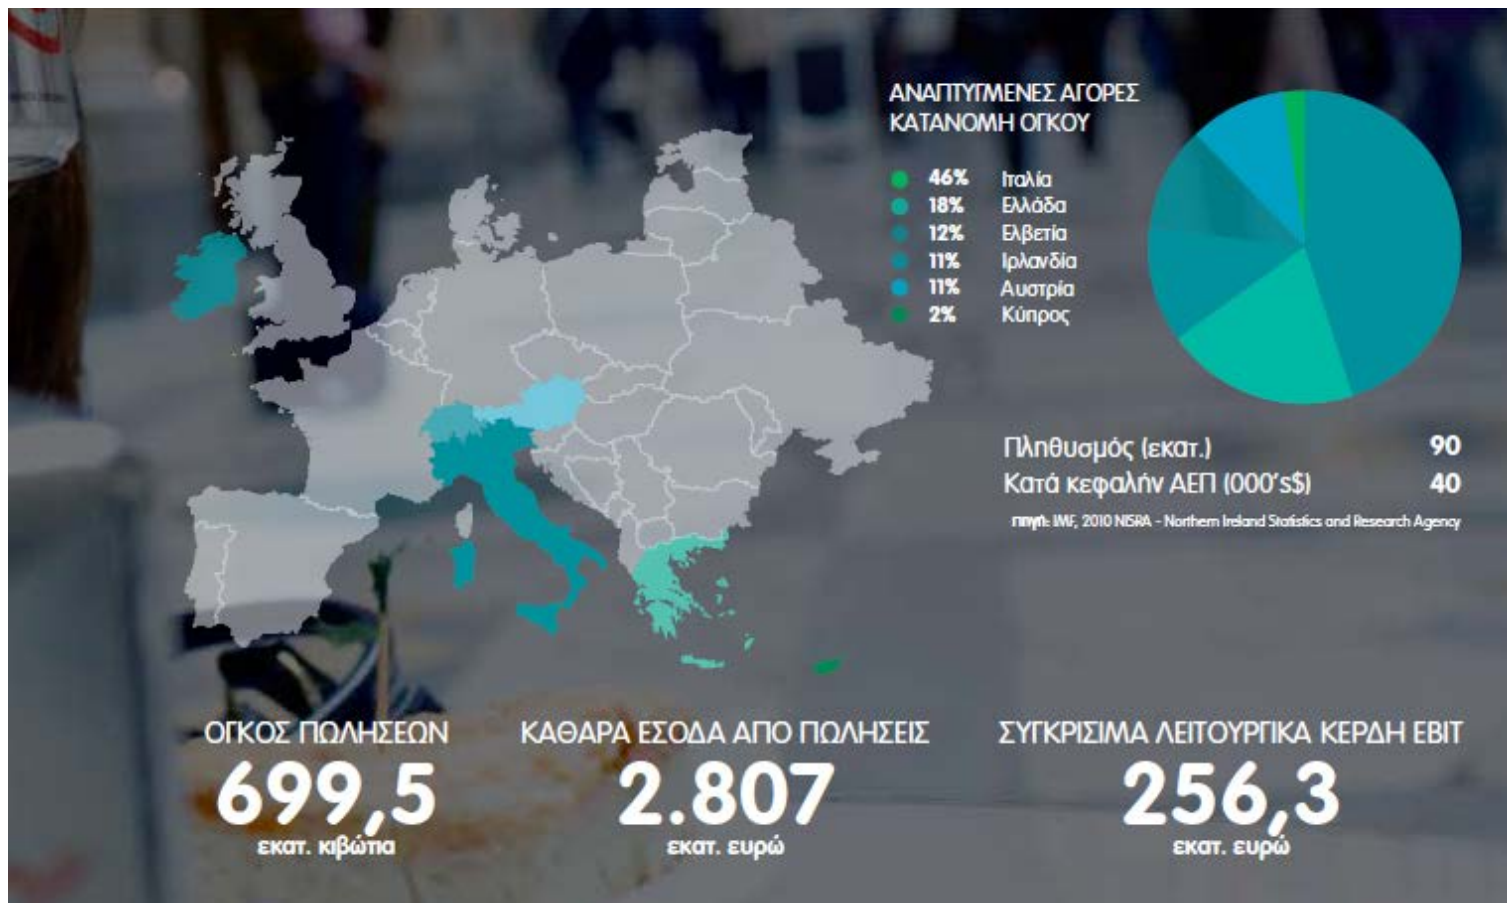 ΑΝΑΠΤΥΓΜΕΝΕΣ ΑΓΟΡΕΣ
ΚΑΤΑΝΟΜΗ ΟΓΚΟΥ
46% Ιταλία
18% Ελλάδα
12% Ελβετία
11% Ιρλανδία
11% Αυστρία
2% Κύπρος
Πληθυσμός (εκατ.) 90
Κατά κεφαλήν ΑΕΠ (000's$) 40
Πηγή: IMF, 2010 NISRA - Northern Ireland Statistics and Research Agency
ΟΓΚΟΣ ΠΩΛΗΣΕΩΝ
699,5
εκατ. κιβώτια
ΚΑΘΑΡΑ ΕΣΟΔΑ ΑΠΟ ΠΩΛΗΣΕΙΣ
2.807
εκατ. ευρώ
ΣΥΓΚΡΙΣΙΜΑ ΛΕΙΤΟΥΡΓΙΚΑ ΚΕΡΔΗ EBIT
256,3
εκατ. ευρώ